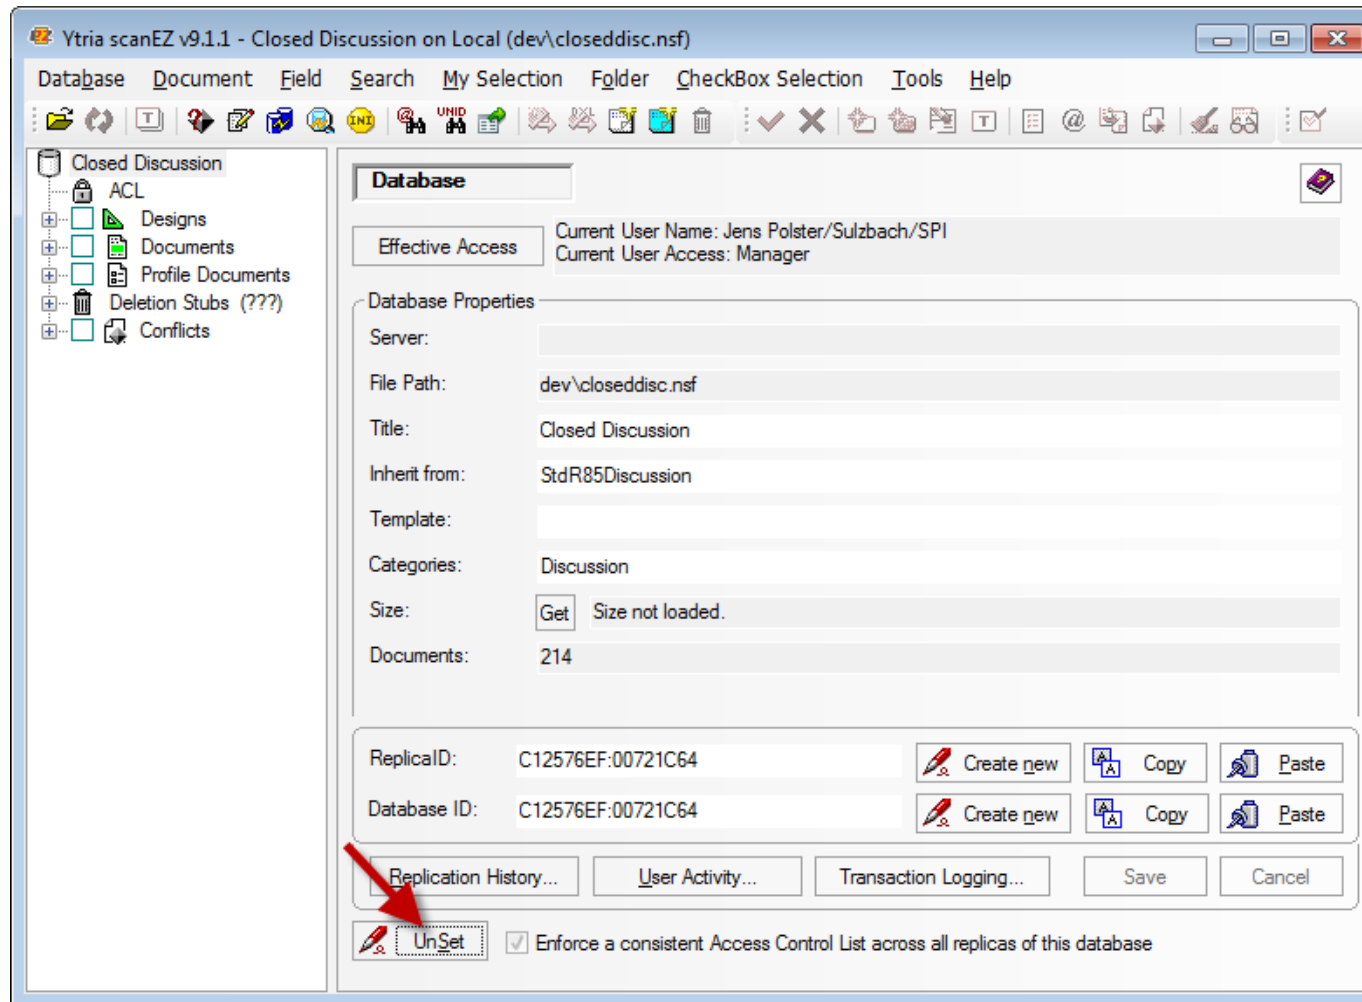 Ytria scanEZ v9.1.1 - Closed Discussion on Local (dev\closeddisc.nsf)
Database Document Field Search My Selection Folder CheckBox Selection Tools Help
T INI UNID T @
Closed Discussion
ACL
Designs
Documents
Profile Documents
Deletion Stubs (???)
Conflicts
Database
Effective Access
Current User Name: Jens Polster/Sulzbach/SPI
Current User Access: Manager
Database Properties
Server:
File Path: dev\closeddisc.nsf
Title: Closed Discussion
Inherit from: StdR85Discussion
Template:
Categories: Discussion
Size: Get Size not loaded.
Documents: 214
ReplicaID: C12576EF:00721C64 Create new Copy Paste
Database ID: C12576EF:00721C64 Create new Copy Paste
Replication History... User Activity... Transaction Logging... Save Cancel
UnSet Enforce a consistent Access Control List across all replicas of this database